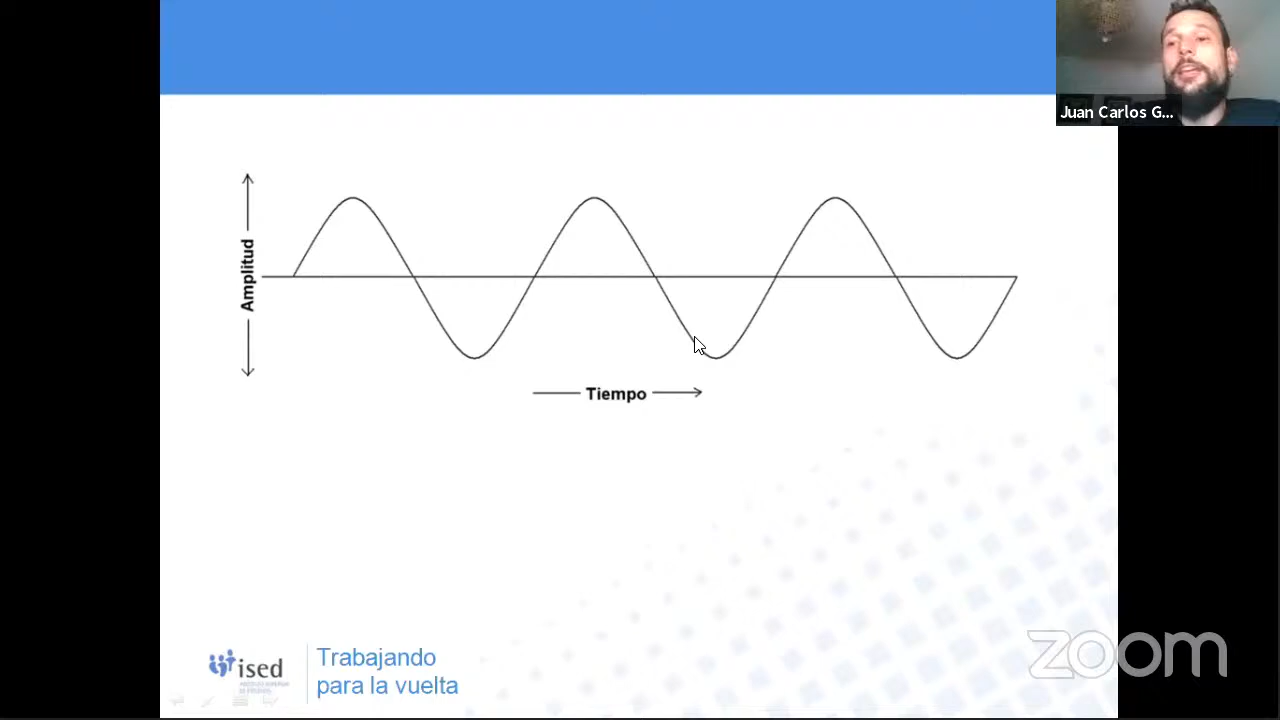 Juan Carlos G...
Amplitud
Tiempo
ised
Trabajando
para la vuelta
zoom